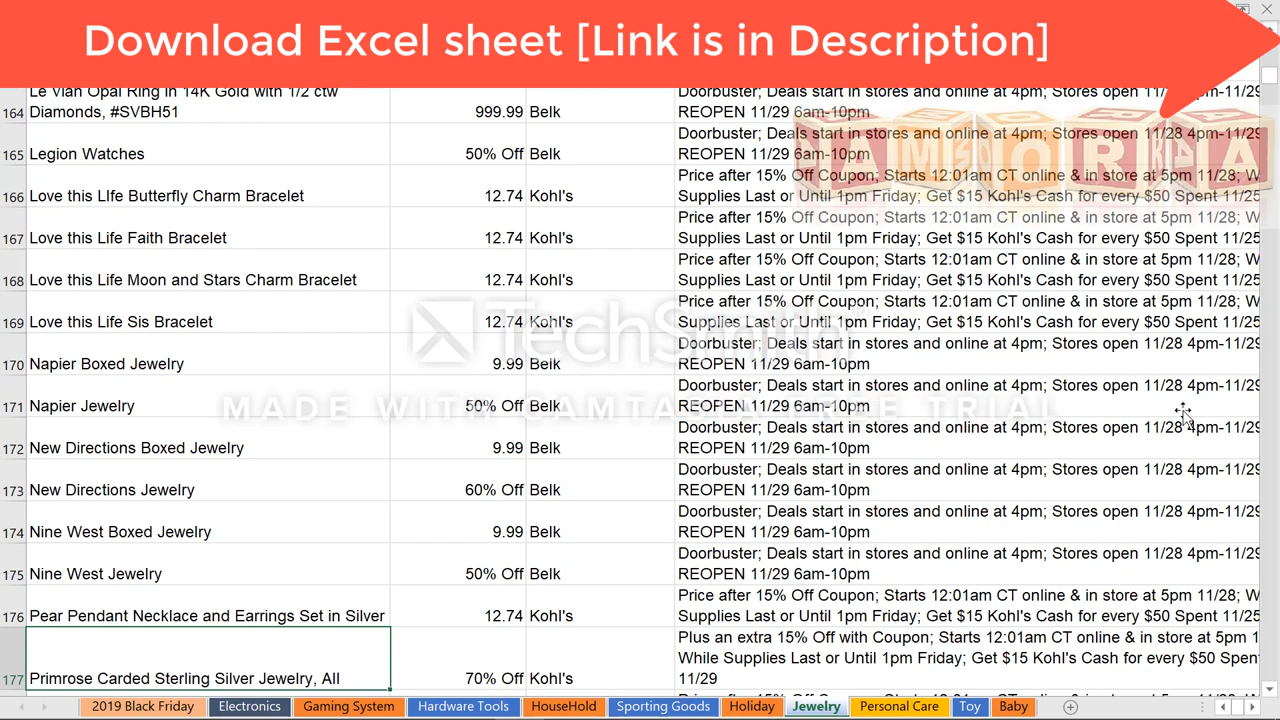 Download Excel sheet [Link is in Description]
Le Vian Opal Ring in 14K Gold with 1/2 ctw Doorbuster; Deals start in stores and online at 4pm; Stores open 11/28 4pm-11/29
164 Diamonds, #SVBH51 999.99 Belk REOPEN 11/29 6am-10pm
Doorbuster; Deals start in stores and online at 4pm; Stores open 11/28 4pm-11/29
165 Legion Watches 50% Off Belk REOPEN 11/29 6am-10pm
AMORA
Price after 15% Off Coupon; Starts 12:01am CT online & in store at 5pm 11/28; W
166 Love this LIfe Butterfly Charm Bracelet 12.74 Kohl's Supplies Last or Until 1pm Friday; Get $15 Kohl's Cash for every $50 Spent 11/25
Price after 15% Off Coupon; Starts 12:01am CT online & in store at 5pm 11/28; W
167 Love this Life Faith Bracelet 12.74 Kohl's Supplies Last or Until 1pm Friday; Get $15 Kohl's Cash for every $50 Spent 11/25
Price after 15% Off Coupon; Starts 12:01am CT online & in store at 5pm 11/28; W
168 Love this Life Moon and Stars Charm Bracelet 12.74 Kohl's Supplies Last or Until 1pm Friday; Get $15 Kohl's Cash for every $50 Spent 11/25
Price after 15% Off Coupon; Starts 12:01am CT online & in store at 5pm 11/28; W
169 Love this Life Sis Bracelet 12.74 Kohl's Supplies Last or Until 1pm Friday; Get $15 Kohl's Cash for every $50 Spent 11/25
TechSmith
Doorbuster; Deals start in stores and online at 4pm; Stores open 11/28 4pm-11/29
170 Napier Boxed Jewelry 9.99 Belk REOPEN 11/29 6am-10pm
Doorbuster; Deals start in stores and online at 4pm; Stores open 11/28 4pm-11/29
171 Napier Jewelry 50% Off Belk REOPEN 11/29 6am-10pm
MADE WITH CAMTASIA FREE TRIAL
Doorbuster; Deals start in stores and online at 4pm; Stores open 11/28 4pm-11/29
172 New Directions Boxed Jewelry 9.99 Belk REOPEN 11/29 6am-10pm
Doorbuster; Deals start in stores and online at 4pm; Stores open 11/28 4pm-11/29
173 New Directions Jewelry 60% Off Belk REOPEN 11/29 6am-10pm
Doorbuster; Deals start in stores and online at 4pm; Stores open 11/28 4pm-11/29
174 Nine West Boxed Jewelry 9.99 Belk REOPEN 11/29 6am-10pm
Doorbuster; Deals start in stores and online at 4pm; Stores open 11/28 4pm-11/29
175 Nine West Jewelry 50% Off Belk REOPEN 11/29 6am-10pm
Price after 15% Off Coupon; Starts 12:01am CT online & in store at 5pm 11/28; W
176 Pear Pendant Necklace and Earrings Set in Silver 12.74 Kohl's Supplies Last or Until 1pm Friday; Get $15 Kohl's Cash for every $50 Spent 11/25
Plus an extra 15% Off with Coupon; Starts 12:01am CT online & in store at 5pm 1
While Supplies Last or Until 1pm Friday; Get $15 Kohl's Cash for every $50 Spent
177 Primrose Carded Sterling Silver Jewelry, All 70% Off Kohl's 11/29
2019 Black Friday Electronics Gaming System Hardware Tools HouseHold Sporting Goods Holiday Jewelry Personal Care Toy Baby